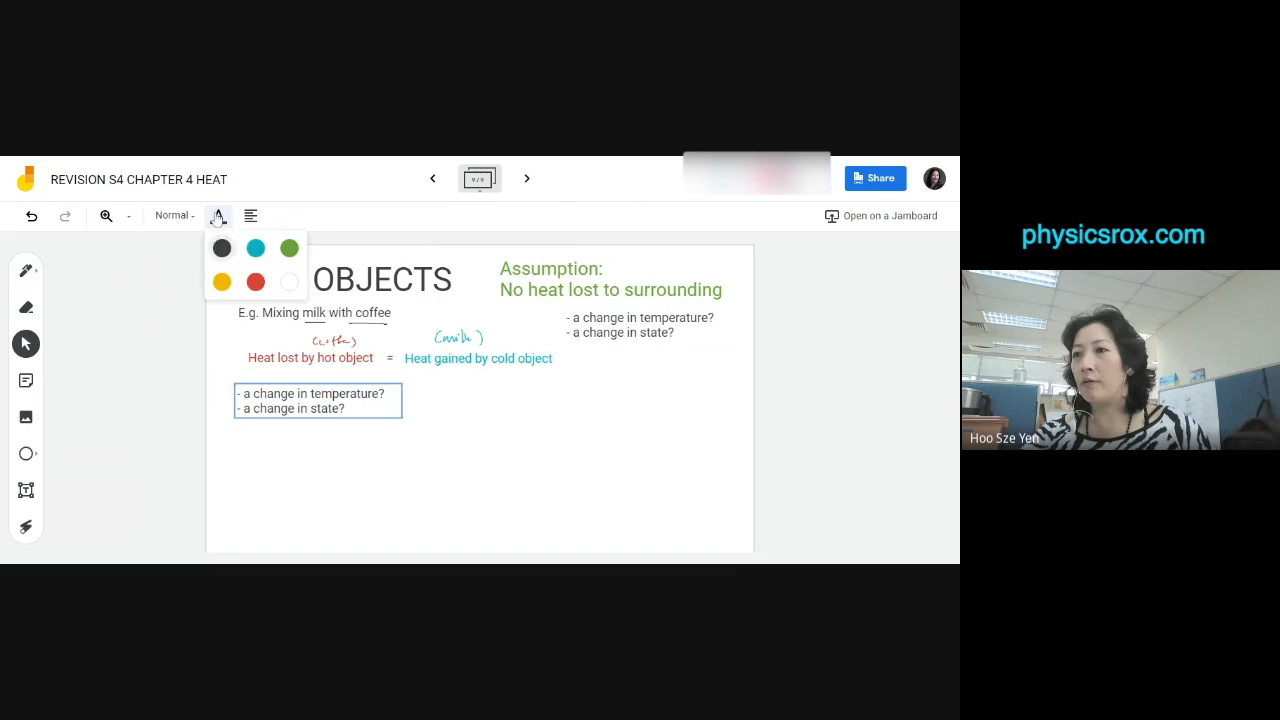 REVISION S4 CHAPTER 4 HEAT
9 / 9
Share
Normal
A
Open on a Jamboard
OBJECTS
Assumption:
No heat lost to surrounding
E.g. Mixing milk with coffee
- a change in temperature?
- a change in state?
(coffee)
(milk)
Heat lost by hot object = Heat gained by cold object
- a change in temperature?
- a change in state?
T
physicsrox.com
Hoo Sze Yen